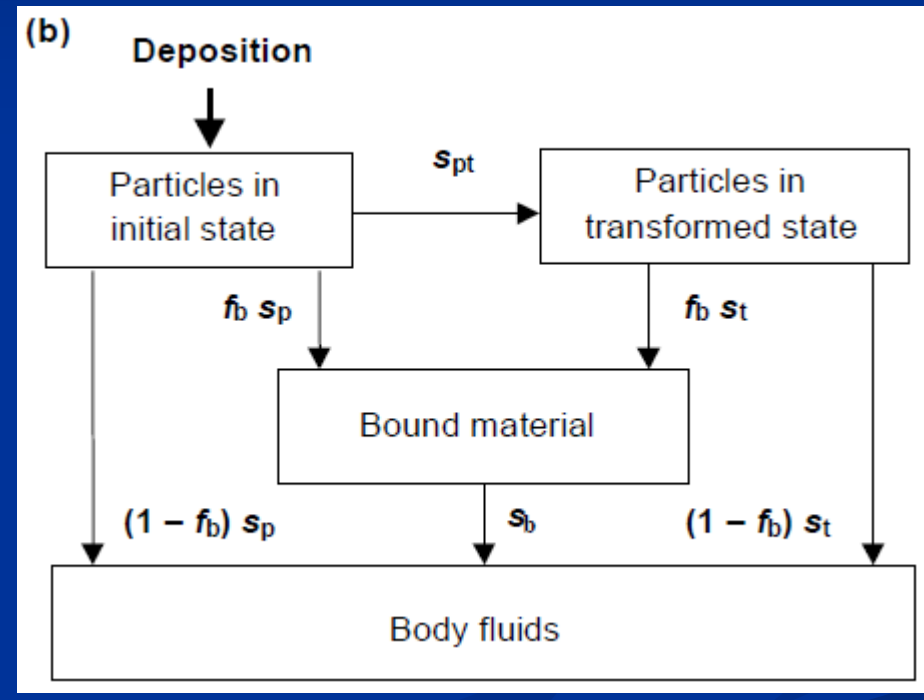 (b)
Deposition
Particles in
initial state
spt
Particles in
transformed state
fb sp
fb st
Bound material
(1 – fb) sp
sb
(1 – fb) st
Body fluids